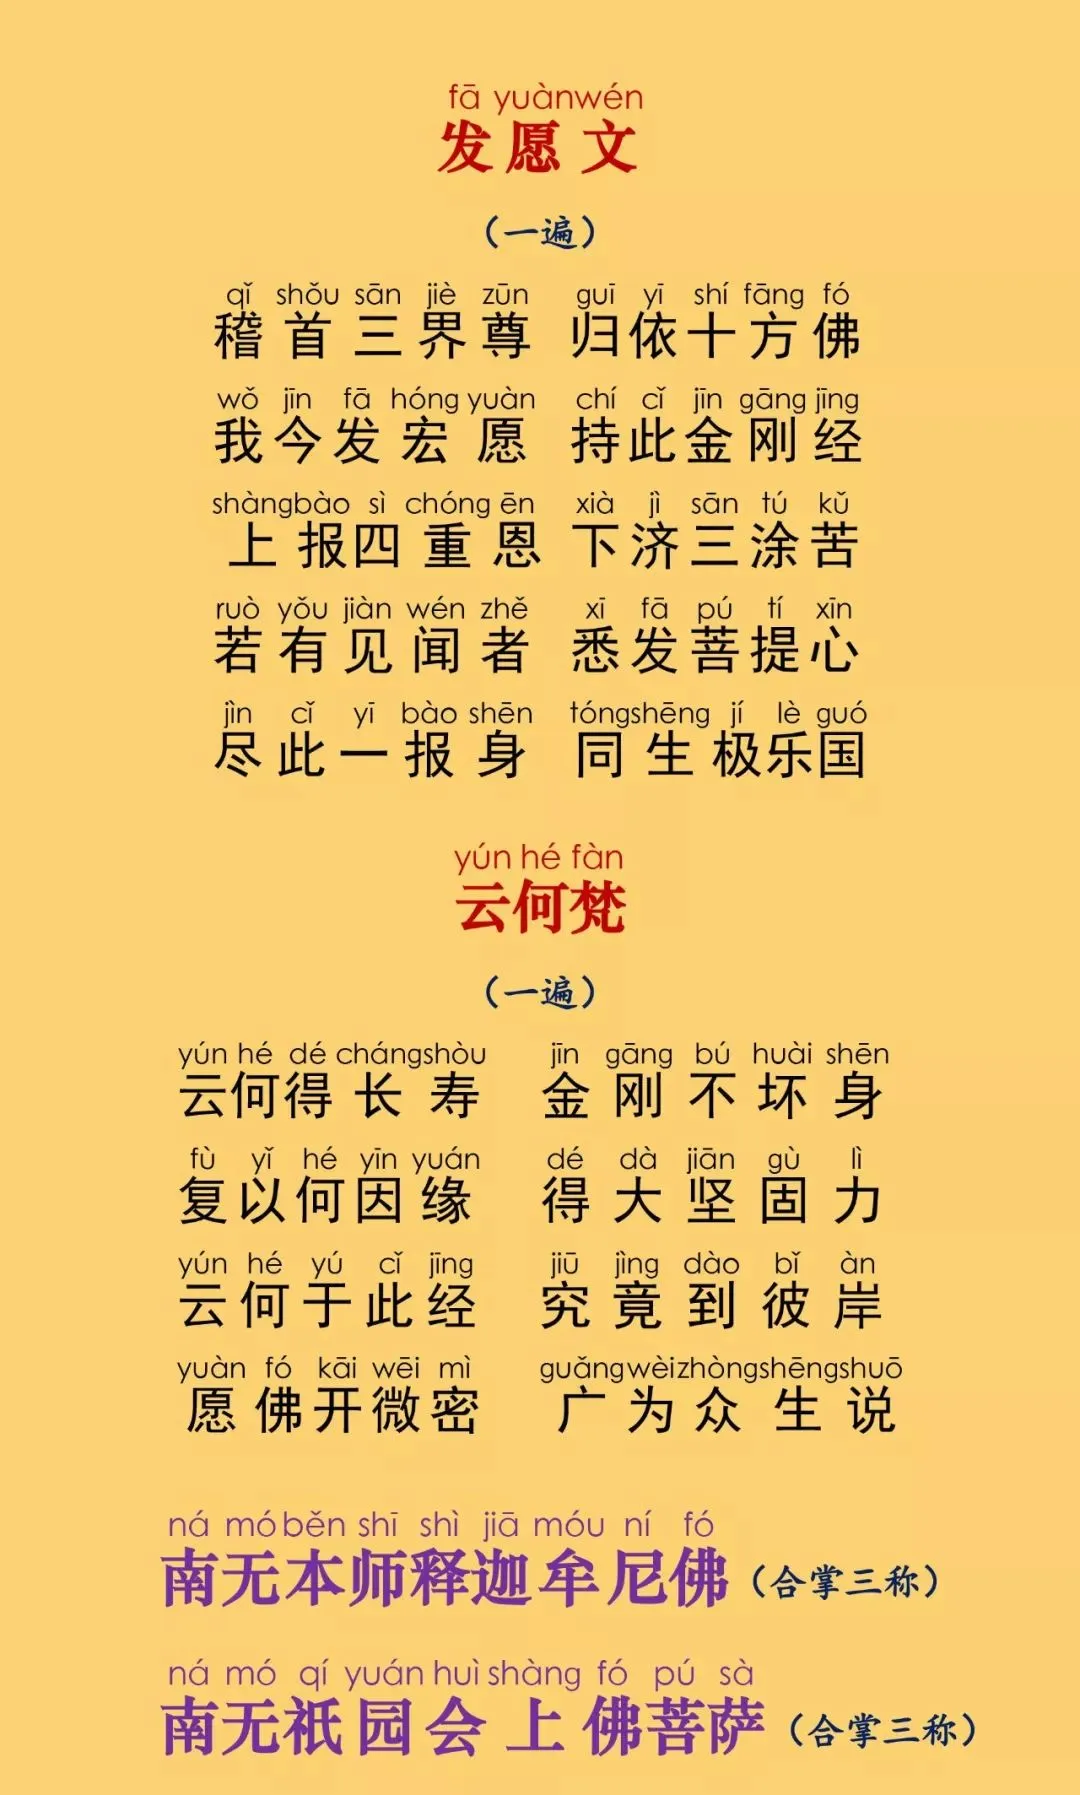 fā yuànwén
发愿文
（一遍）
qǐ shǒu sān jiè zūn guī yī shí fāng fó
稽首三界尊 归依十方佛
wǒ jīn fā hóng yuàn chí cǐ jīn gāng jīng
我今发宏愿 持此金刚经
shàngbào sì chóng ēn xià jì sān tú kǔ
上报四重恩 下济三涂苦
ruò yǒu jiàn wén zhě xī fā pú tí xīn
若有见闻者 悉发菩提心
jìn cǐ yī bào shēn tóngshēng jí lè guó
尽此一报身 同生极乐国
yún hé fàn
云何梵
（一遍）
yún hé dé chángshòu jīn gāng bú huài shēn
云何得长寿 金刚不坏身
fù yǐ hé yīn yuán dé dà jiān gù lì
复以何因缘 得大坚固力
yún hé yú cǐ jīng jiū jìng dào bǐ àn
云何于此经 究竟到彼岸
yuàn fó kāi wēi mì guǎngwèizhòngshēngshuō
愿佛开微密 广为众生说
ná mó běn shī shì jiā móu ní fó
南无本师释迦牟尼佛（合掌三称）
ná mó qí yuán huì shàng fó pú sà
南无祇园会上佛菩萨（合掌三称）